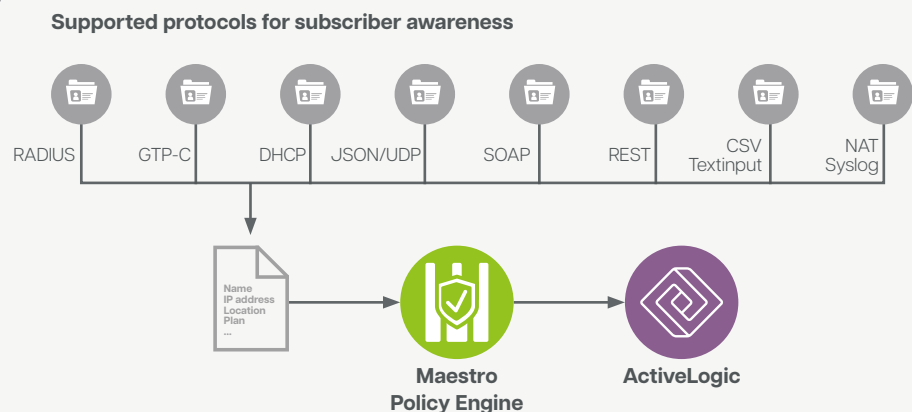 Supported protocols for subscriber awareness
RADIUS
GTP-C
DHCP
JSON/UDP
SOAP
REST
CSV
Textinput
NAT
Syslog
Name
IP address
Location
Plan
...
Maestro
Policy Engine
ActiveLogic